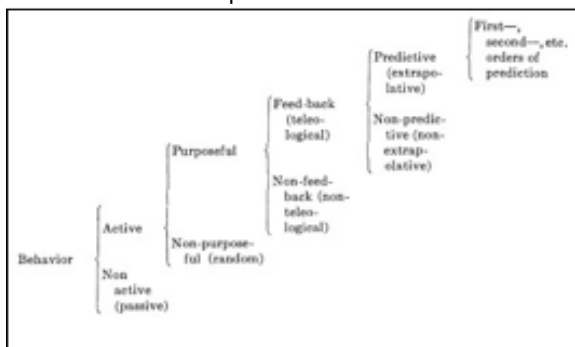 First—,
second—, etc.
orders of
prediction
Predictive
(extrapo-
lative)
Feed-back
(teleo-
logical)
Non-predic-
tive (non-
extrap-
olative)
Purposeful
Non-feed-
back (non-
teleo-
logical)
Active
Non-purpose-
ful (random)
Behavior
Non
active
(passive)